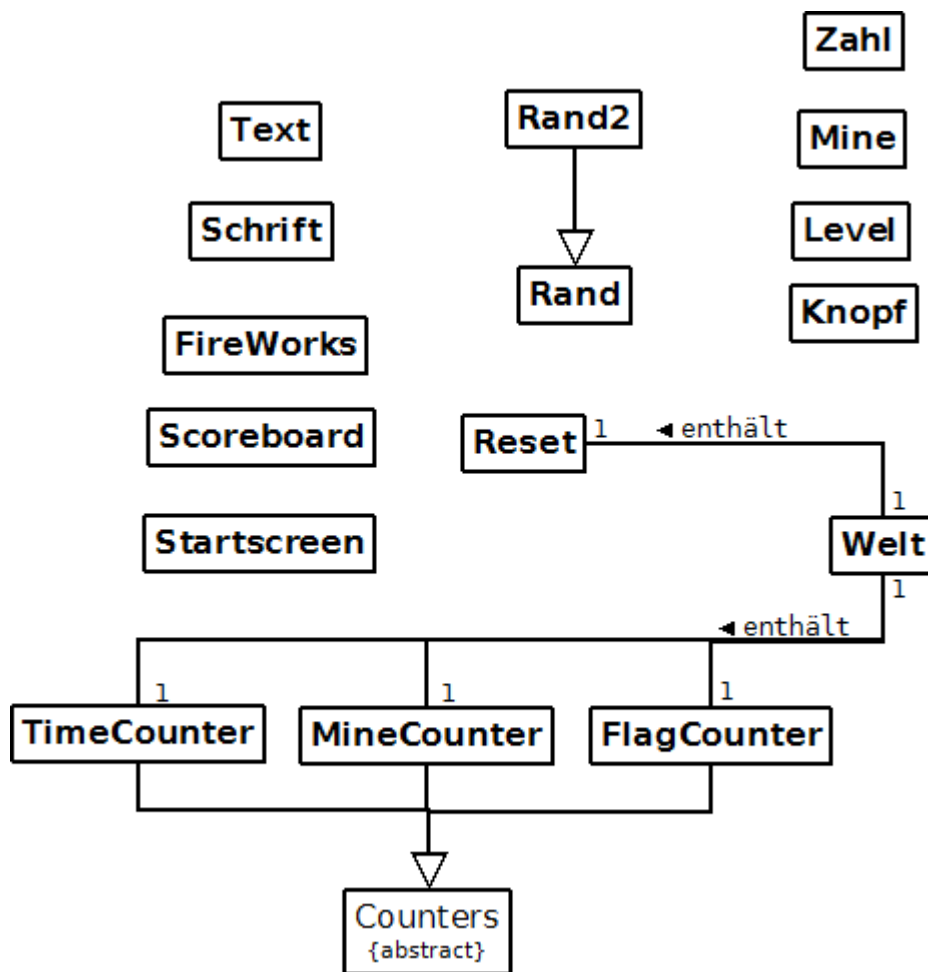 Zahl
Text
Rand2
Mine
Schrift
Level
Rand
Knopf
FireWorks
Scoreboard
Reset
1
◄ enthält
1
Startscreen
Welt
1
◄ enthält
1
1
1
TimeCounter
MineCounter
FlagCounter
Counters
{abstract}